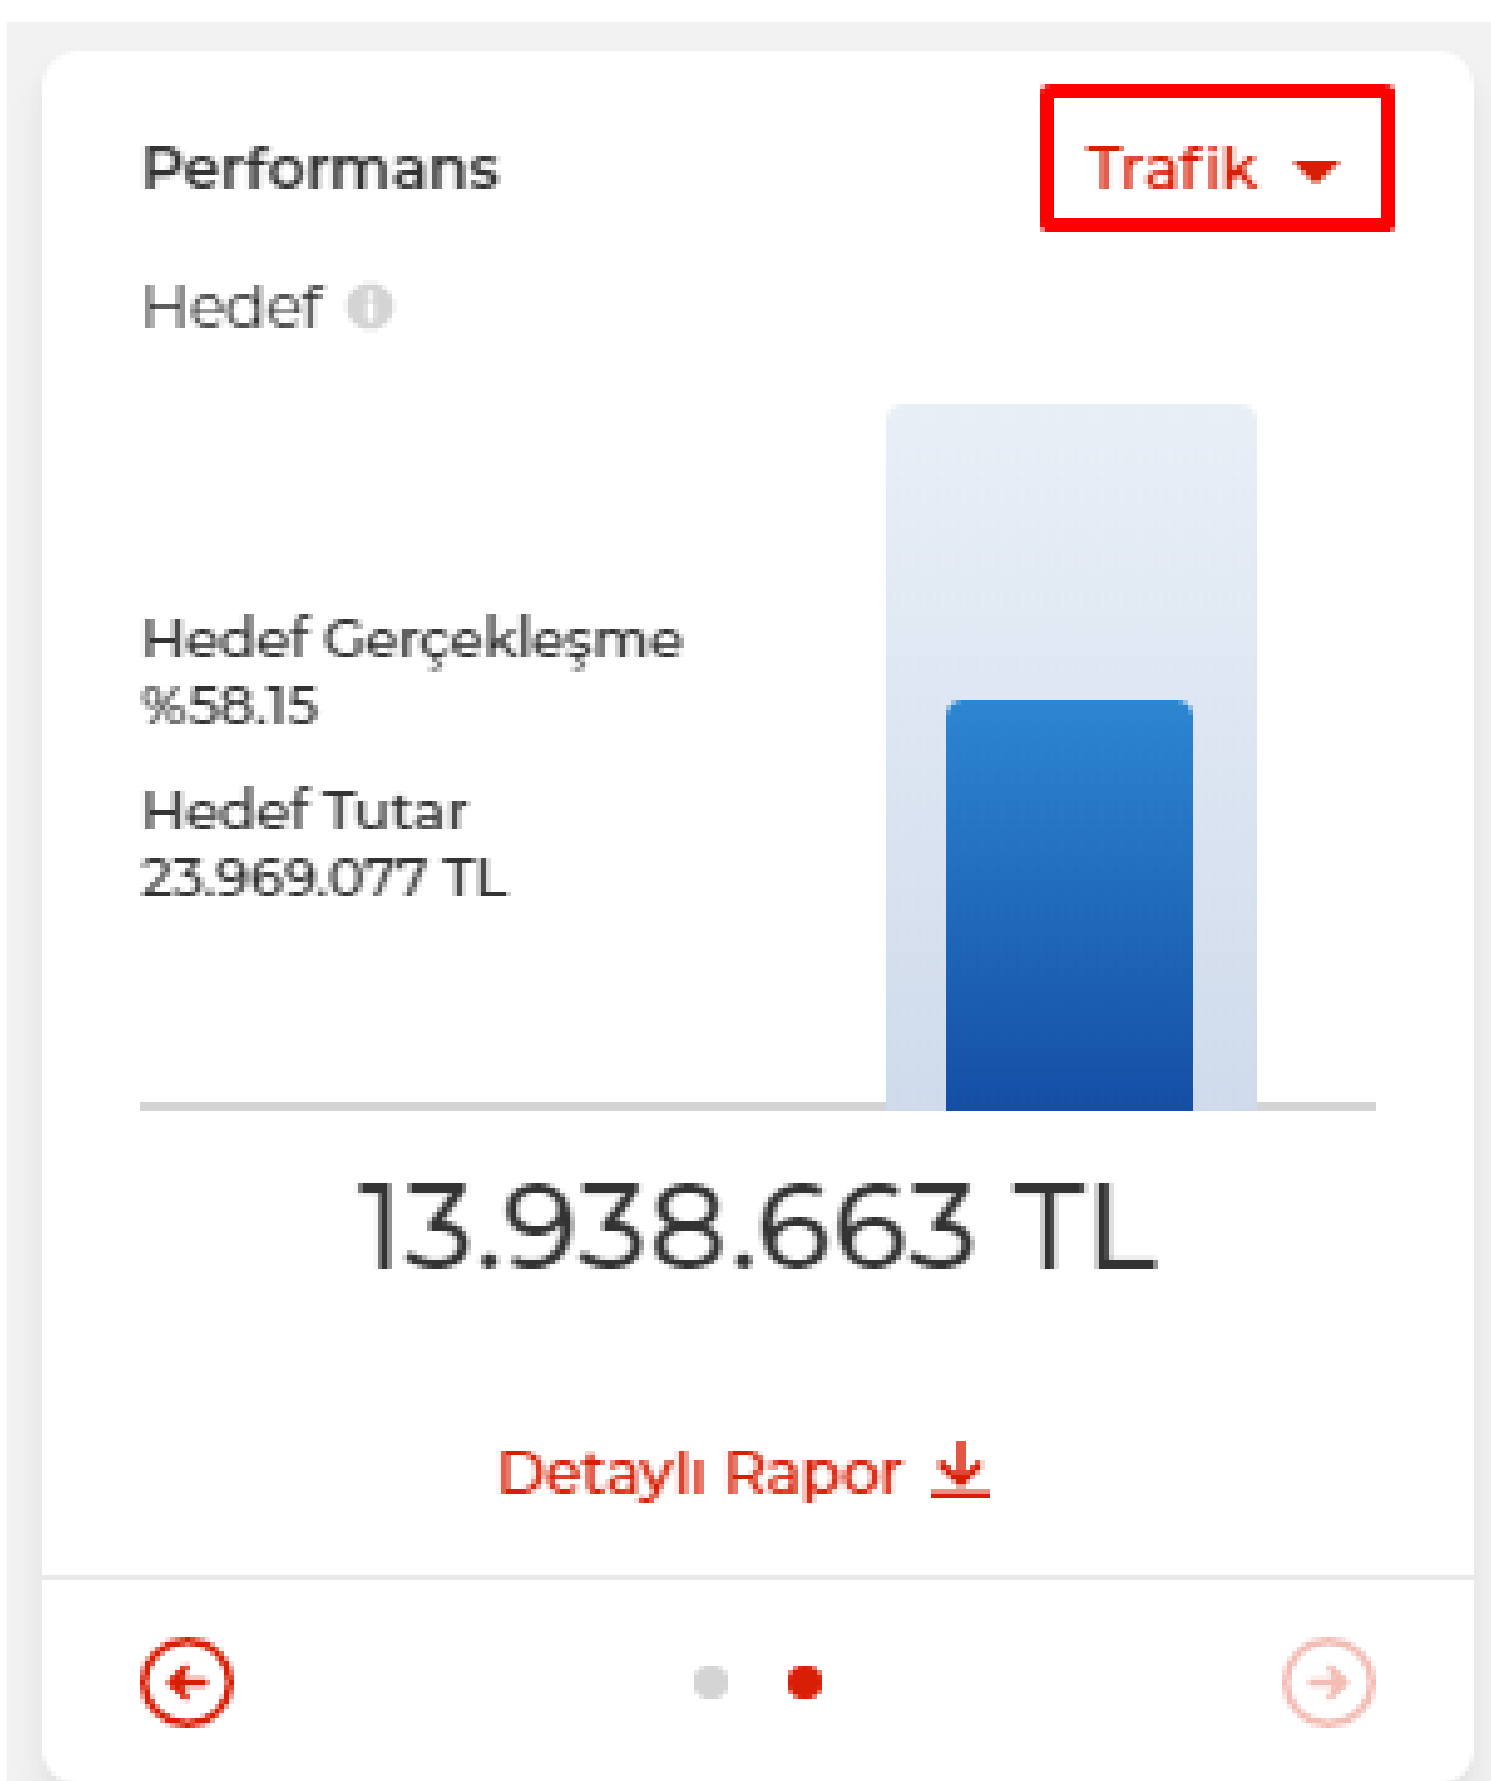 Performans
Trafik
Hedef
Hedef Gerçekleşme
%58.15
Hedef Tutar
23.969.077 TL
13.938.663 TL
Detaylı Rapor